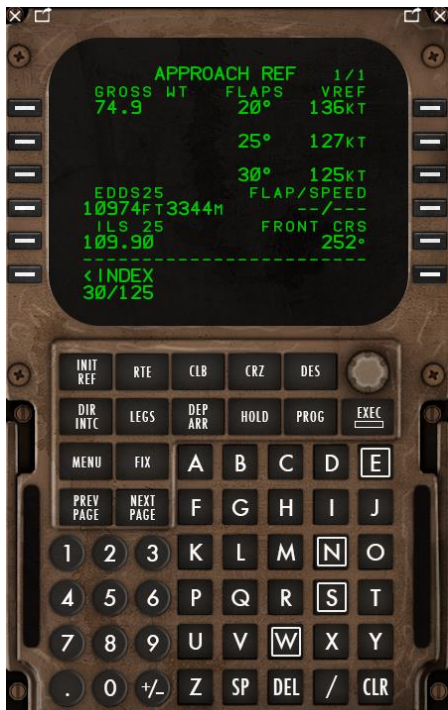 APPROACH REF 1/1
GROSS WT FLAPS VREF
74.9 20° 136KT
25° 127KT
30° 125KT
EDDS25 FLAP/SPEED
10974FT3344M --/---
ILS 25 FRONT CRS
109.90 252°
--------------------------
<INDEX
30/125
INIT REF RTE CLB CRZ DES
DIR INTC LEGS DEP ARR HOLD PROG EXEC
MENU FIX A B C D E
PREV PAGE NEXT PAGE F G H I J
1 2 3 K L M N O
4 5 6 P Q R S T
7 8 9 U V W X Y
. 0 +/- Z SP DEL / CLR